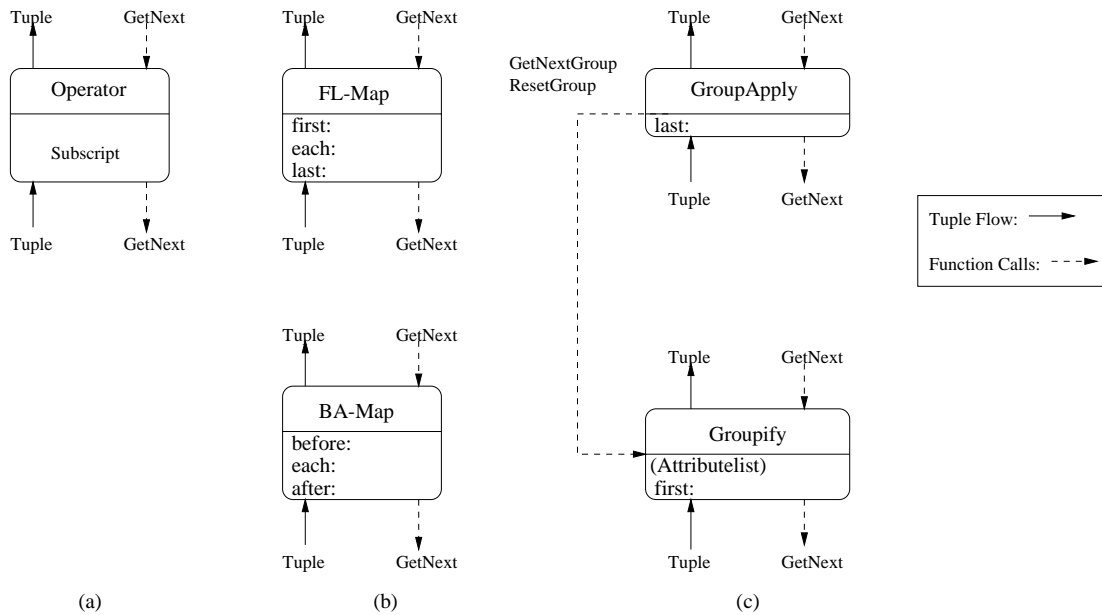 Tuple
GetNext
Operator
Subscript
Tuple
GetNext
(a)
Tuple
GetNext
FL-Map
first:
each:
last:
Tuple
GetNext
Tuple
GetNext
BA-Map
before:
each:
after:
Tuple
GetNext
(b)
GetNextGroup
ResetGroup
Tuple
GetNext
GroupApply
last:
Tuple
GetNext
Tuple
GetNext
Groupify
(Attributelist)
first:
Tuple
GetNext
(c)
Tuple Flow:
Function Calls: